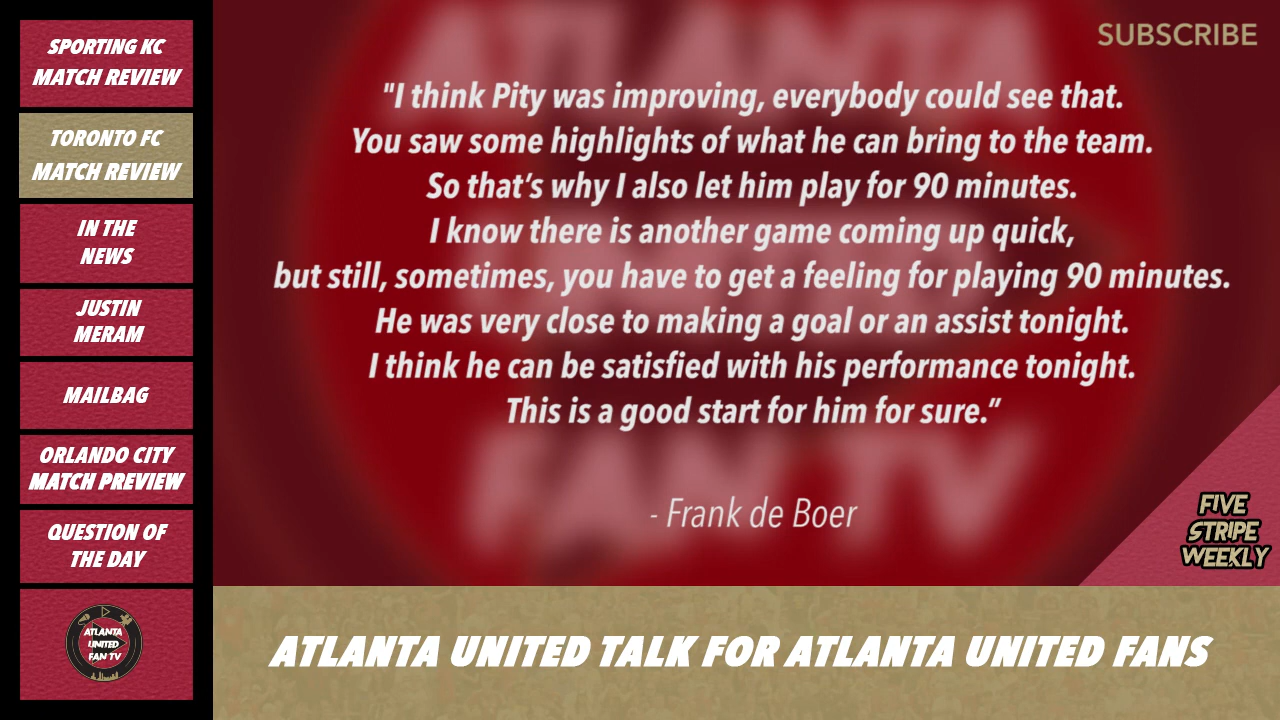 SPORTING KC
MATCH REVIEW
TORONTO FC
MATCH REVIEW
IN THE
NEWS
JUSTIN
MERAM
MAILBAG
ORLANDO CITY
MATCH PREVIEW
QUESTION OF
THE DAY
ATLANTA
UNITED
FAN TV
SUBSCRIBE
ATLANTA
UNITED
FAN TV
"I think Pity was improving, everybody could see that.
You saw some highlights of what he can bring to the team.
So that’s why I also let him play for 90 minutes.
I know there is another game coming up quick,
but still, sometimes, you have to get a feeling for playing 90 minutes.
He was very close to making a goal or an assist tonight.
I think he can be satisfied with his performance tonight.
This is a good start for him for sure.”
- Frank de Boer
FIVE
STRIPE
WEEKLY
ATLANTA UNITED TALK FOR ATLANTA UNITED FANS